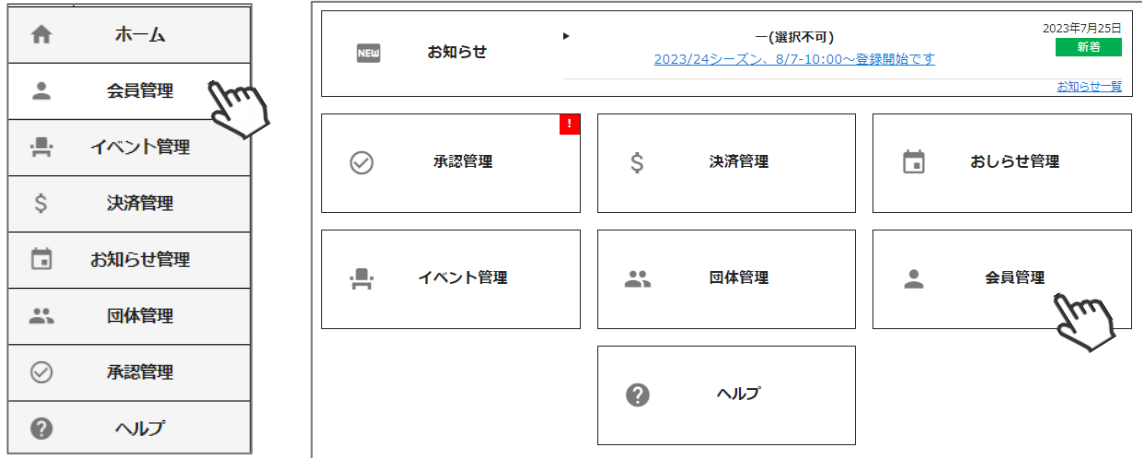 ホーム
会員管理
イベント管理
決済管理
お知らせ管理
団体管理
承認管理
ヘルプ
NEW
お知らせ
ー(選択不可)
2023/24シーズン、8/7-10:00～登録開始です
2023年7月25日
新着
お知らせ一覧
承認管理
!
決済管理
おしらせ管理
イベント管理
団体管理
会員管理
ヘルプ